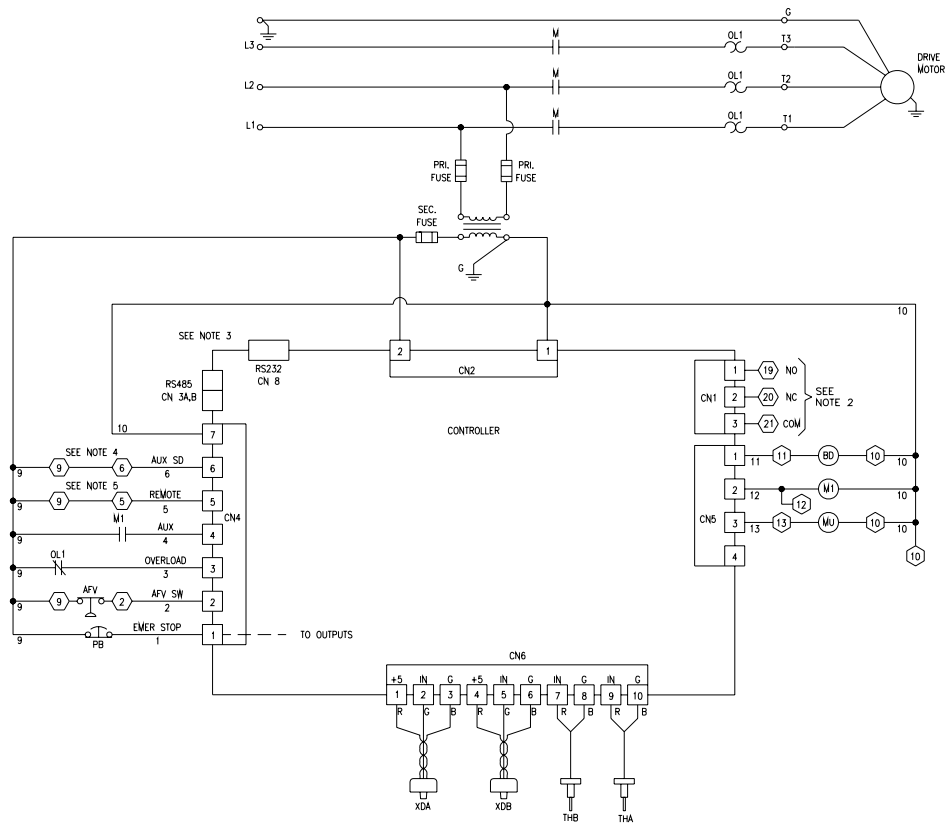 G
L3 M OL1 T3
DRIVE
MOTOR
L2 M OL1 T2
L1 M OL1 T1
PRI.
FUSE
PRI.
FUSE
SEC.
FUSE
G
10
SEE NOTE 3
RS232
CN 8
2 1
CN2
RS485
CN 3A,B
CONTROLLER
CN1
1 19 NO
2 20 NC
3 21 COM
SEE
NOTE 2
10 7
SEE NOTE 4
9 9 6 AUX SD 6 6
SEE NOTE 5
9 9 5 REMOTE 5 5
CN4
9 M1 AUX 4 4
9 OL1 OVERLOAD 3 3
9 AFV 9 2 AFV SW 2 2
9 PB EMER STOP 1 1
TO OUTPUTS
CN5
1 11 11 BD 10 10
2 12 12 M1 10
3 13 13 MU 10 10
4
10
CN6
+5 IN G +5 IN G IN G IN G
1 2 3 4 5 6 7 8 9 10
R G B R G B R B R B
XDA XDB THB THA